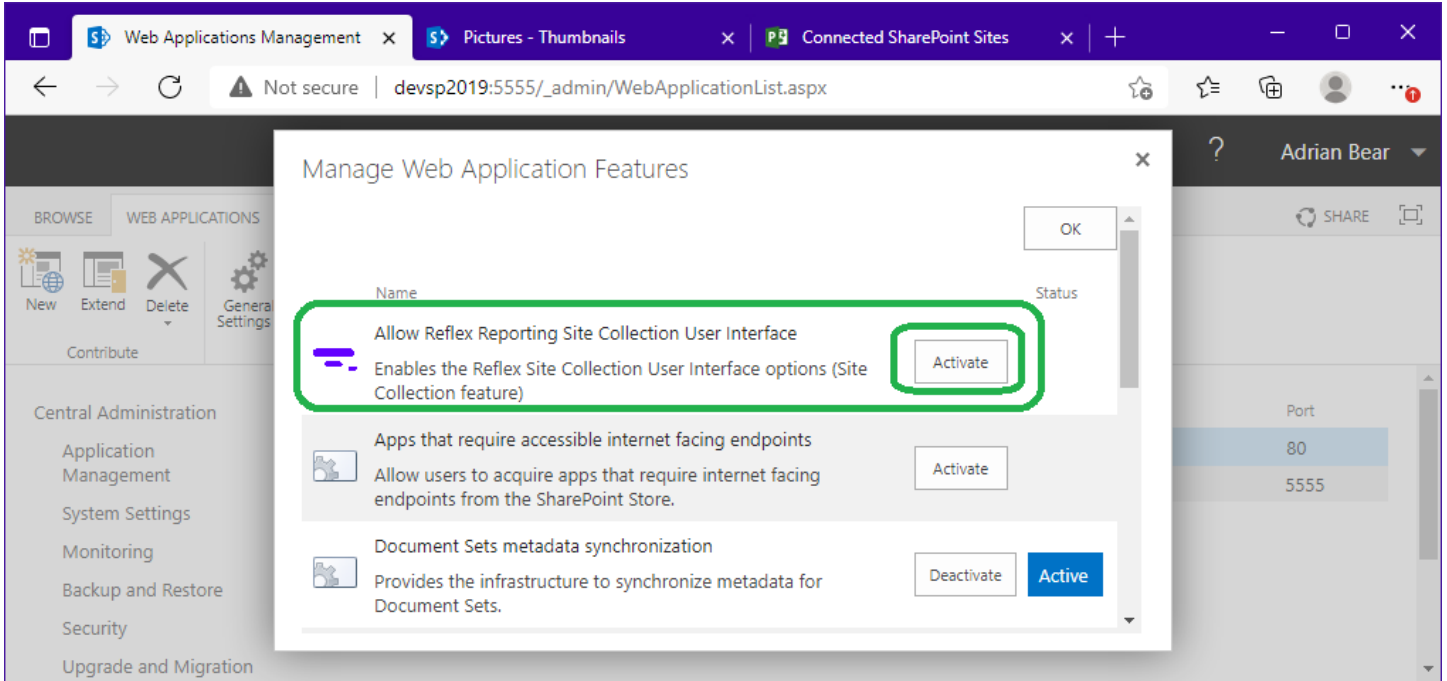 Web Applications Management
Pictures - Thumbnails
Connected SharePoint Sites
Not secure | devsp2019:5555/_admin/WebApplicationList.aspx
? Adrian Bear
Manage Web Application Features
BROWSE WEB APPLICATIONS
SHARE
OK
New Extend Delete General Settings
Contribute
Name Status
Allow Reflex Reporting Site Collection User Interface
Enables the Reflex Site Collection User Interface options (Site
Collection feature)
Activate
Apps that require accessible internet facing endpoints
Allow users to acquire apps that require internet facing
endpoints from the SharePoint Store.
Activate
Document Sets metadata synchronization
Provides the infrastructure to synchronize metadata for
Document Sets.
Deactivate Active
Central Administration
Application
Management
System Settings
Monitoring
Backup and Restore
Security
Upgrade and Migration
Port
80
5555